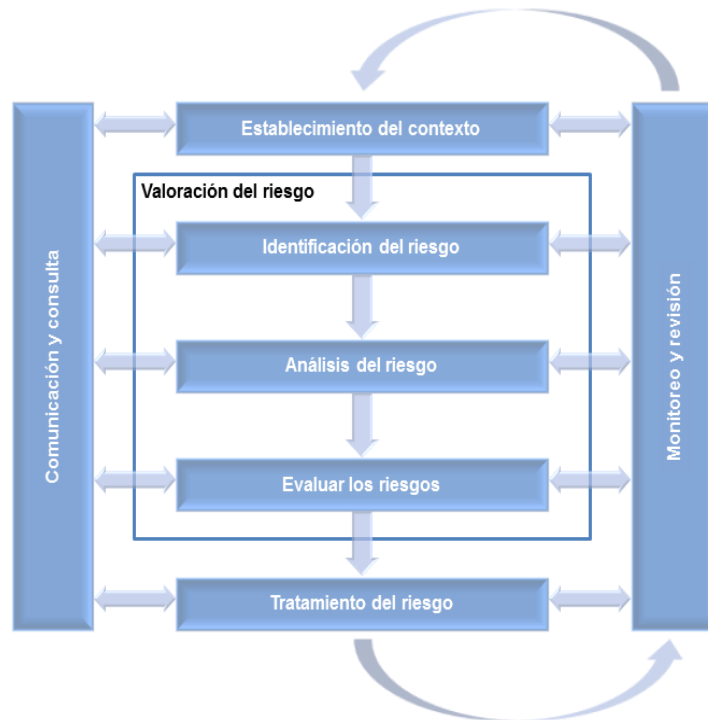 Establecimiento del contexto
Valoración del riesgo
Identificación del riesgo
Análisis del riesgo
Evaluar los riesgos
Tratamiento del riesgo
Comunicación y consulta
Monitoreo y revisión